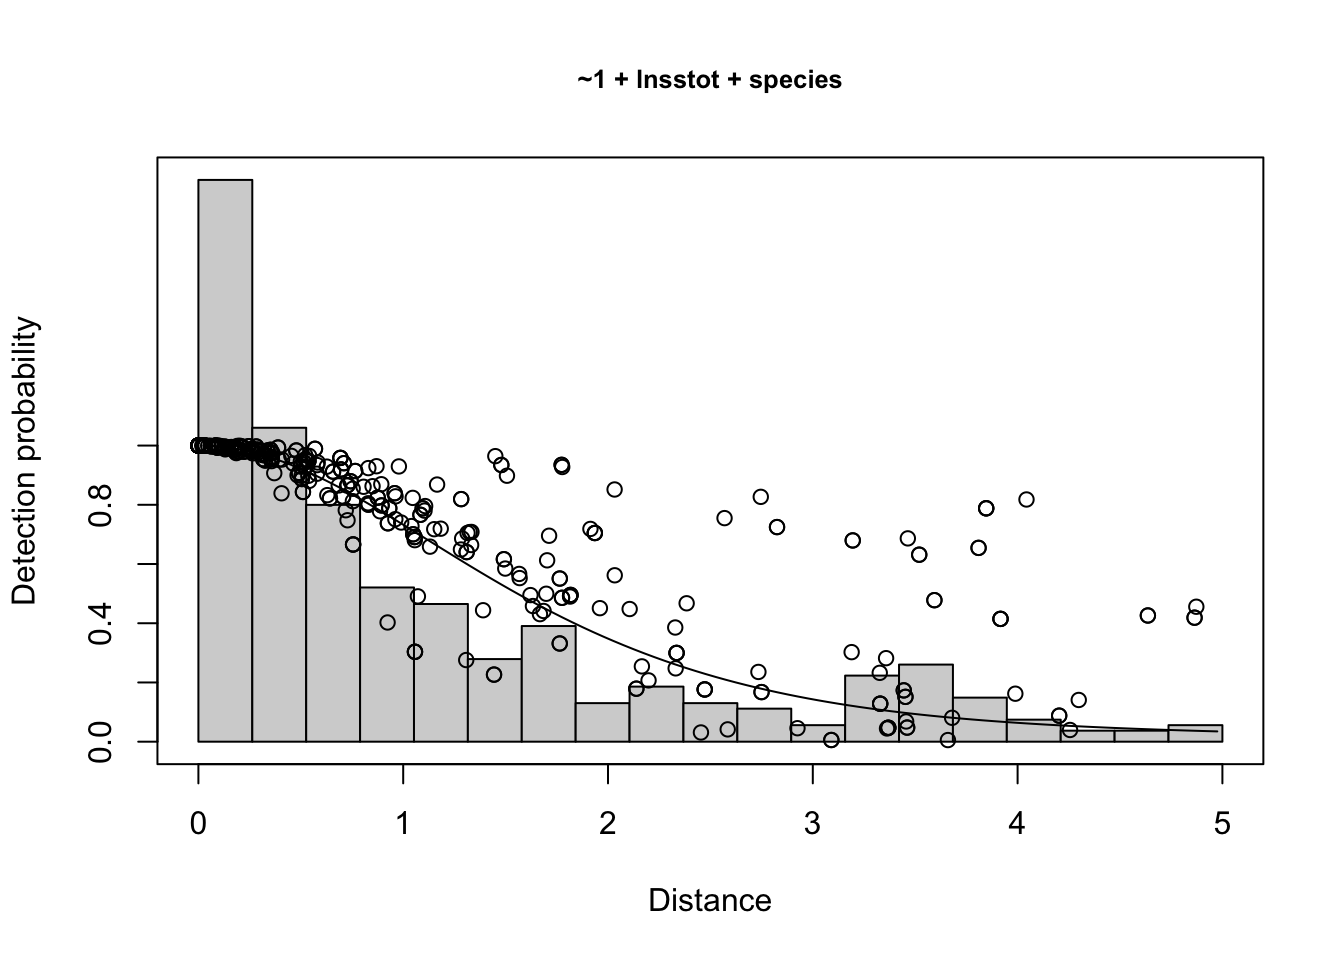 ~1 + lnsstot + species
Detection probability
0.8
0.4
0.0
0 1 2 3 4 5
Distance